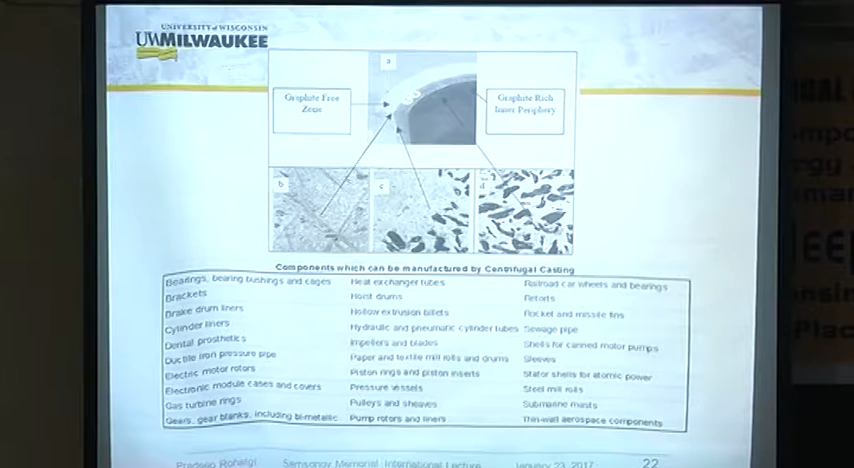 UNIVERSITY of WISCONSIN
UWMILWAUKEE
a
Graphite Free
Zone
Graphite Rich
Inner Periphery
b
c
d
Components which can be manufactured by Centrifugal Casting
Bearings, bearing bushings and cages
Brackets
Brake drum liners
Cylinder liners
Dental prosthetics
Ductile iron pressure pipe
Electric motor rotors
Electronic module cases and covers
Gas turbine rings
Gears, gear blanks, including bi-metallic
Heat exchanger tubes
Hoist drums
Hollow extrusion billets
Hydraulic and pneumatic cylinder tubes
Impellers and blades
Paper and textile mill rolls and drums
Piston rings and piston inserts
Pressure vessels
Pulleys and sheaves
Pump rotors and liners
Railroad car wheels and bearings
Retorts
Rocket and missile fins
Sewage pipe
Shells for canned motor pumps
Sleeves
Stator shells for atomic power
Steel mill rolls
Submarine masts
Thin-wall aerospace components
Pradeep Rohatgi
Samsonov Memorial International Lecture
January 23, 2017
22